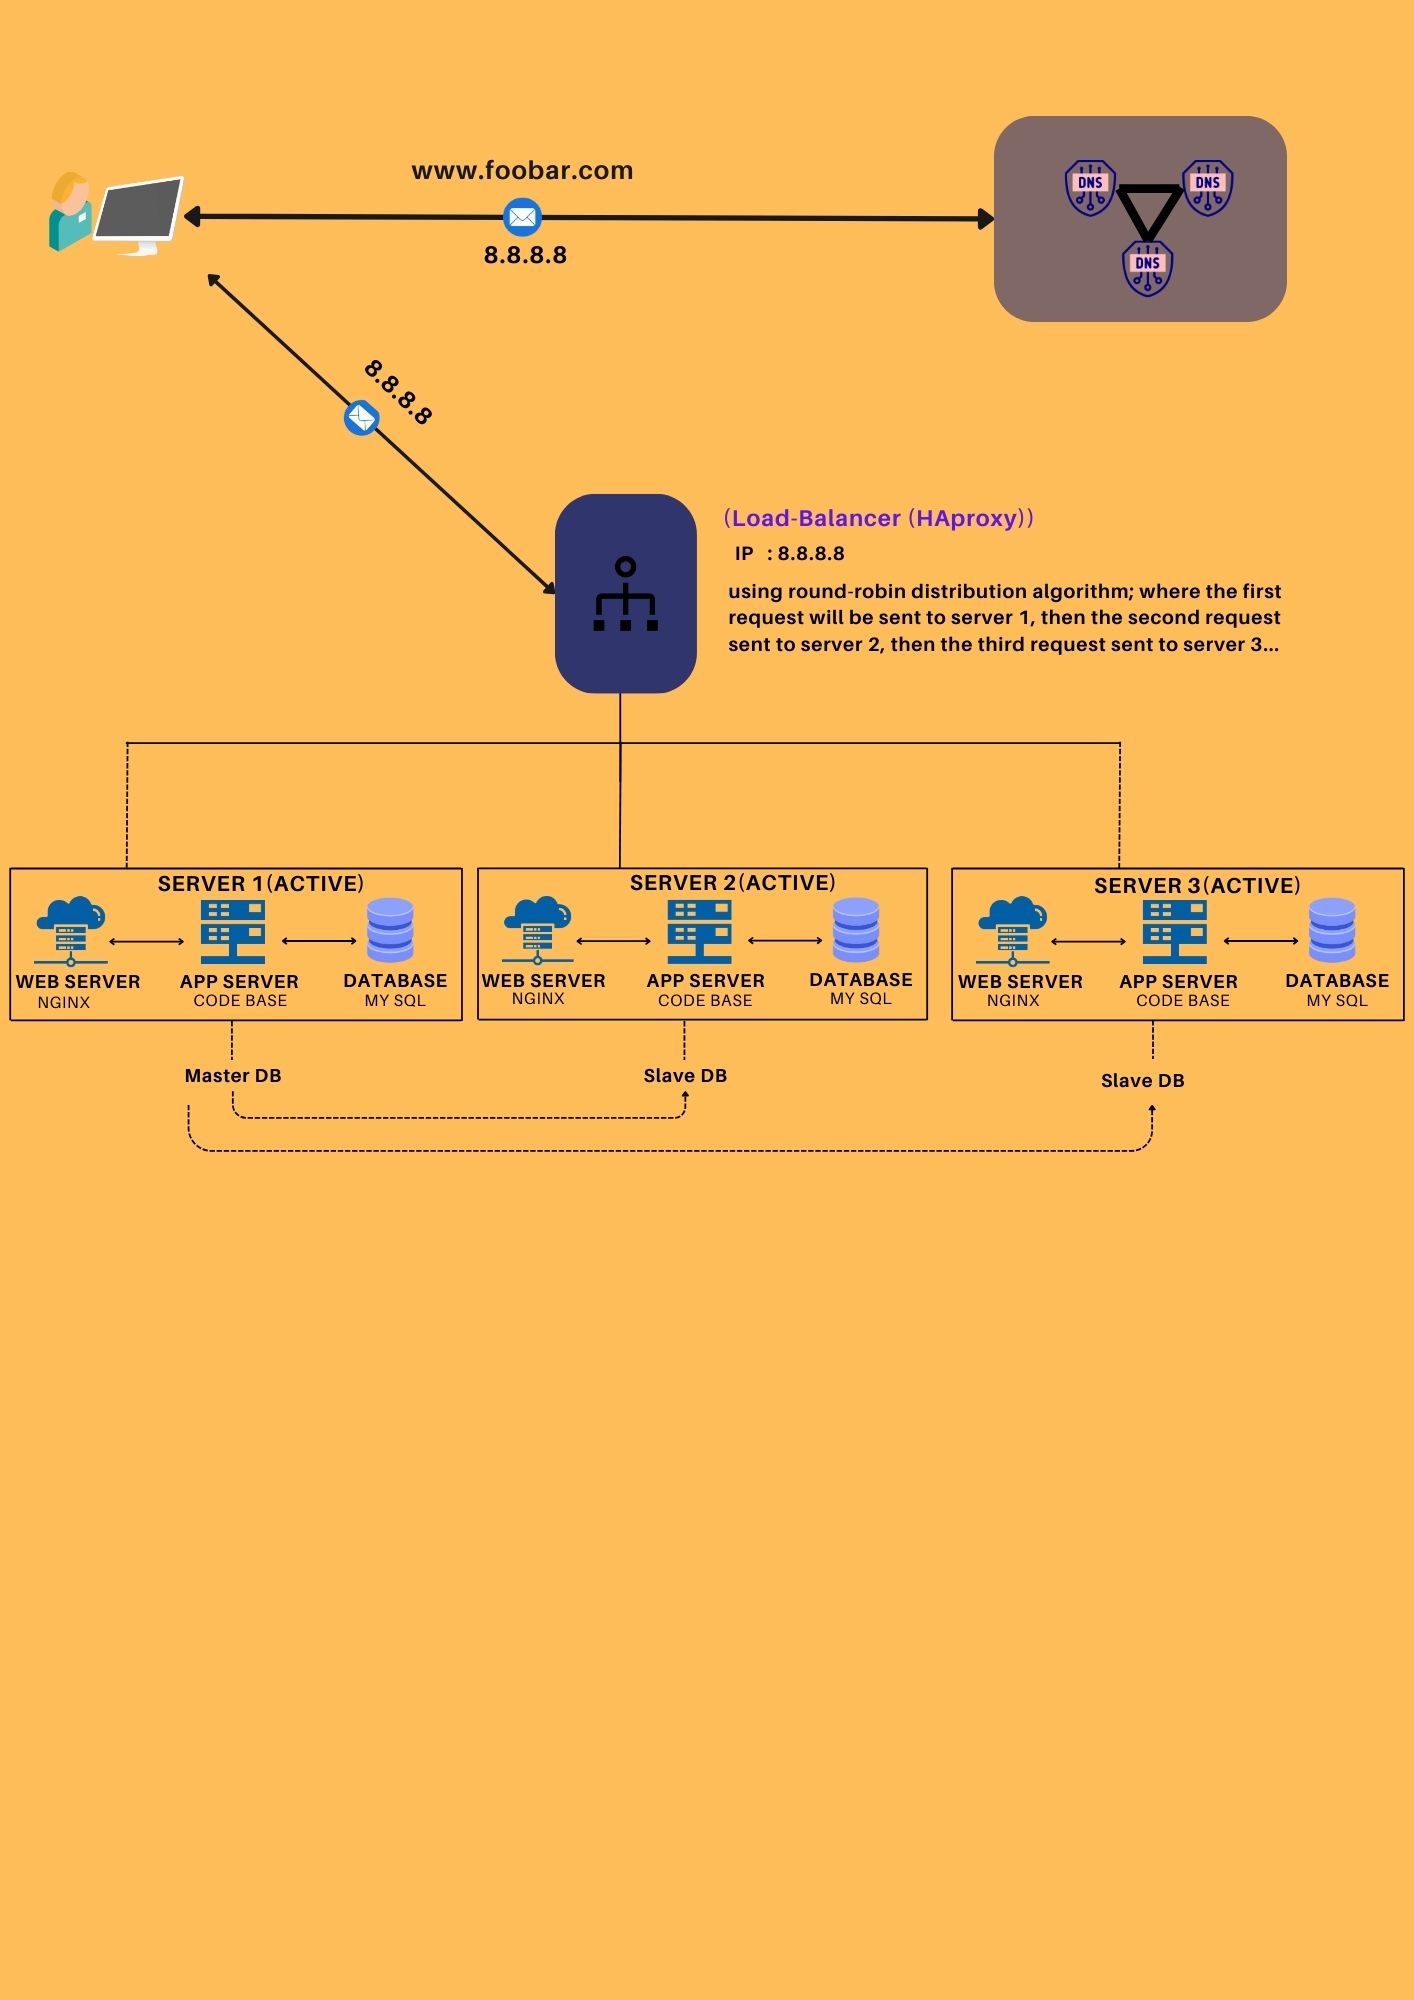 www.foobar.com
8.8.8.8
DNS
DNS
DNS
8.8.8.8
(Load-Balancer (HAproxy))
IP : 8.8.8.8
using round-robin distribution algorithm; where the first
request will be sent to server 1, then the second request
sent to server 2, then the third request sent to server 3...
SERVER 1(ACTIVE)
WEB SERVER
NGINX
APP SERVER
CODE BASE
DATABASE
MY SQL
SERVER 2(ACTIVE)
WEB SERVER
NGINX
APP SERVER
CODE BASE
DATABASE
MY SQL
SERVER 3(ACTIVE)
WEB SERVER
NGINX
APP SERVER
CODE BASE
DATABASE
MY SQL
Master DB
Slave DB
Slave DB